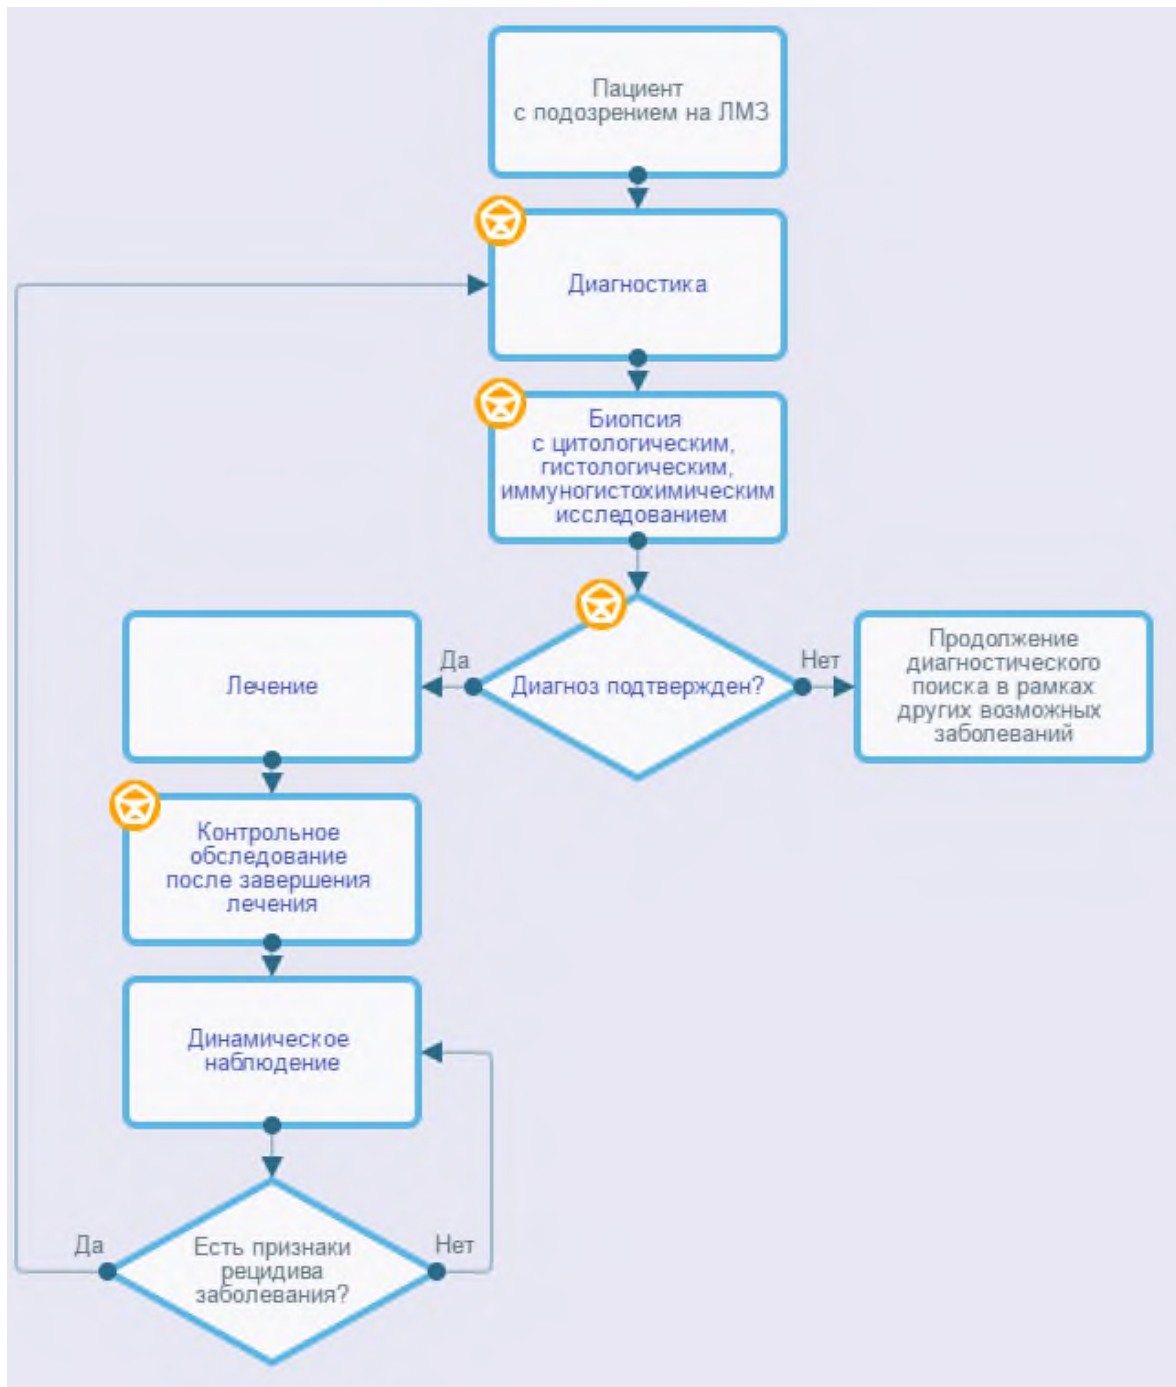 Пациент
с подозрением на ЛМЗ
Диагностика
Биопсия
с цитологическим,
гистологическим,
иммуногистохимическим
исследованием
Да
Диагноз подтвержден?
Нет
Лечение
Продолжение
диагностического
поиска в рамках
других возможных
заболеваний
Контрольное
обследование
после завершения
лечения
Динамическое
наблюдение
Да
Есть признаки
рецидива
заболевания?
Нет